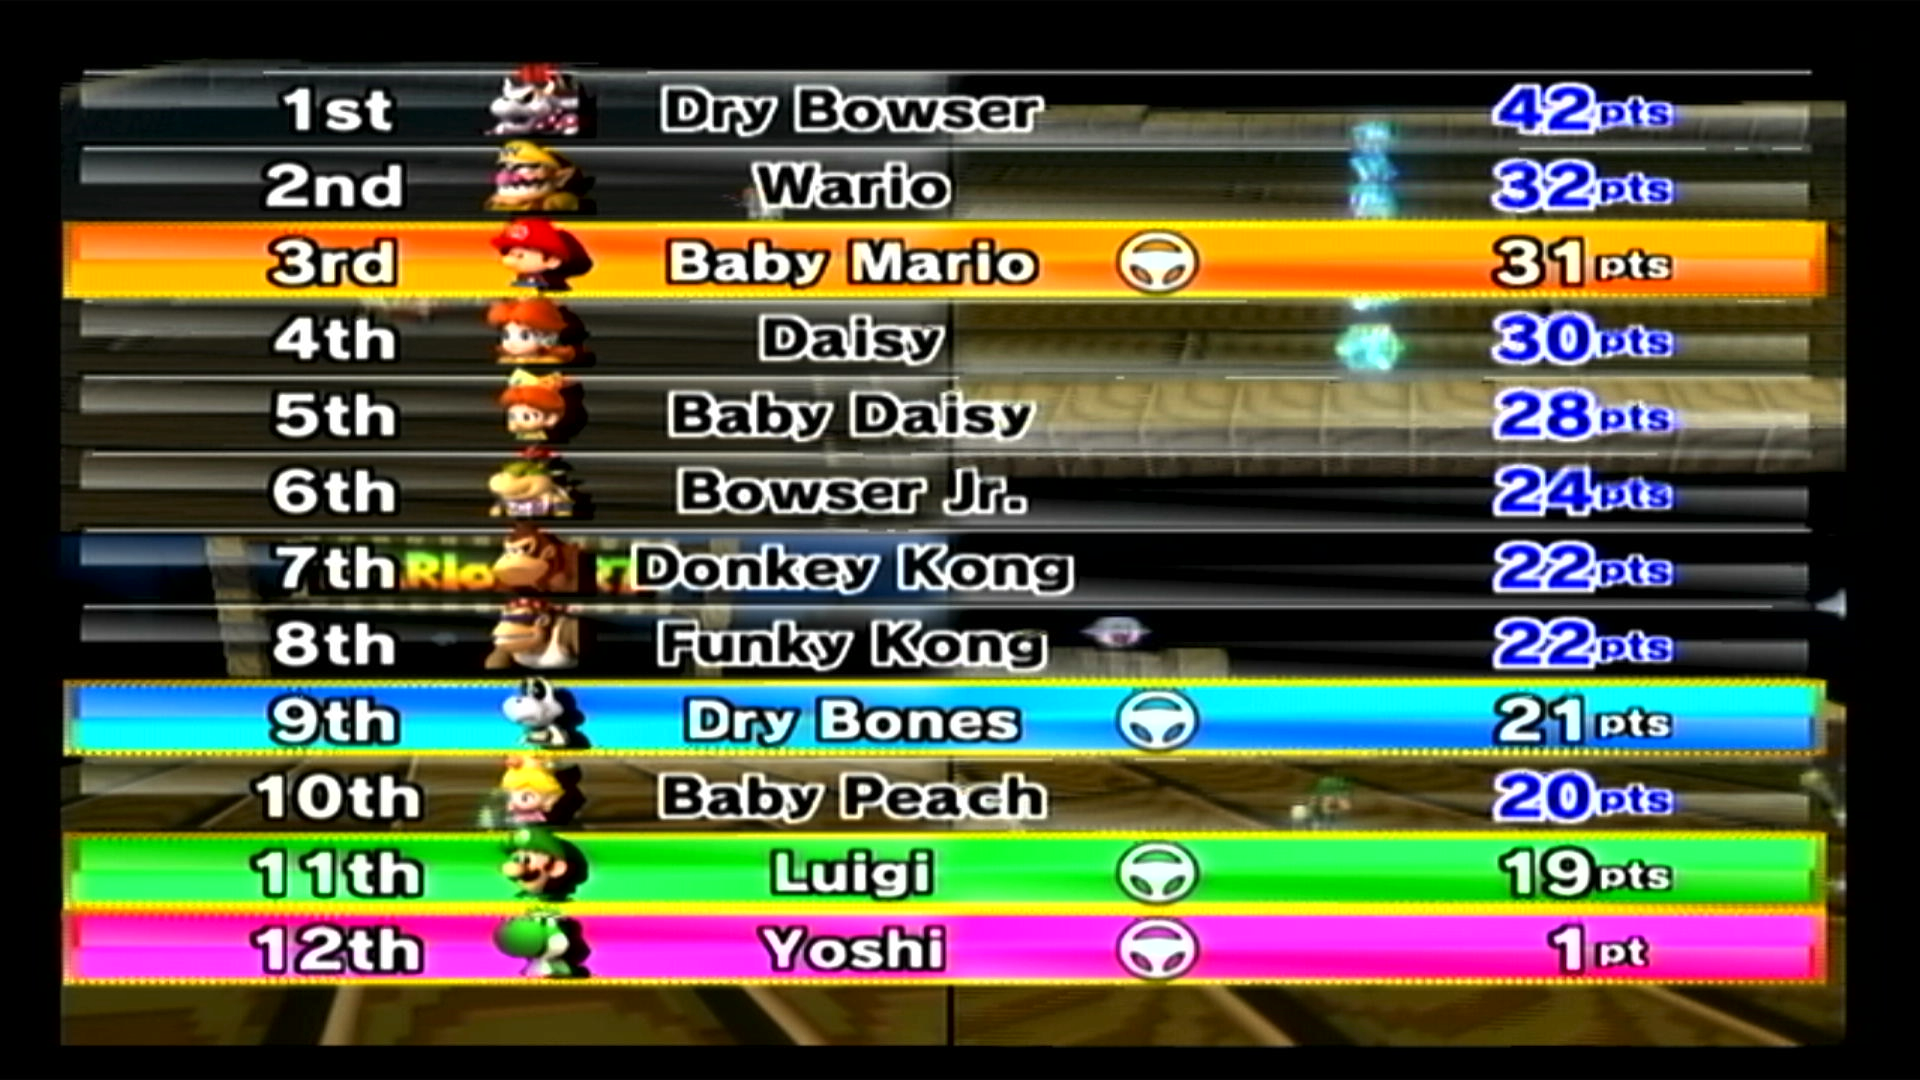 1st Dry Bowser 42pts
2nd Wario 32pts
3rd Baby Mario 31pts
4th Daisy 30pts
5th Baby Daisy 28pts
6th Bowser Jr. 24pts
7th Donkey Kong 22pts
8th Funky Kong 22pts
9th Dry Bones 21pts
10th Baby Peach 20pts
11th Luigi 19pts
12th Yoshi 1pt